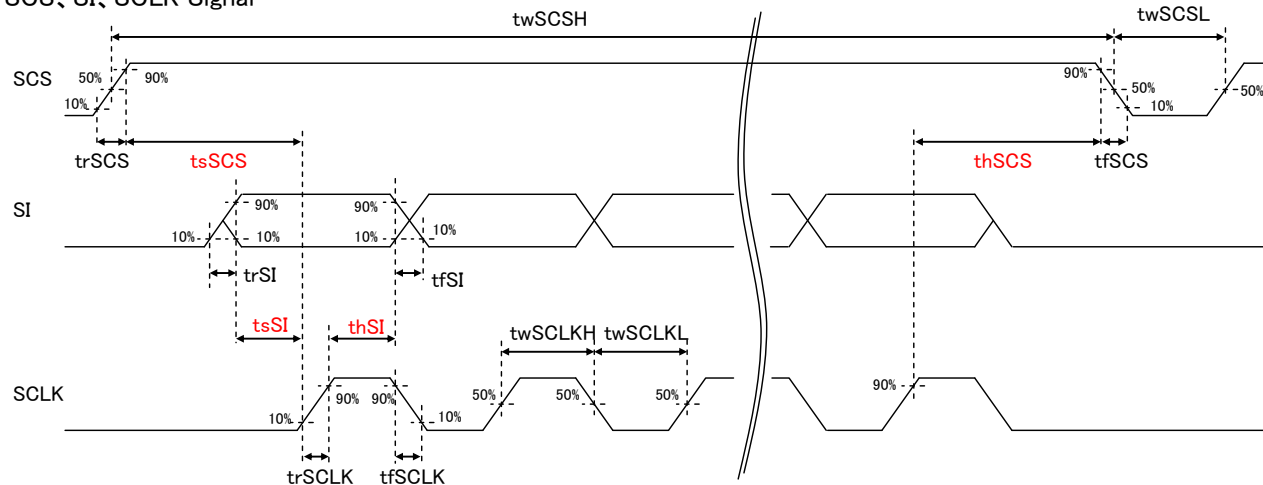 SCS、SI、SCLK Signal
twSCSH
twSCSL
SCS
50%
90%
10%
90%
50%
10%
50%
trSCS
tsSCS
thSCS
tfSCS
SI
90%
10%
10%
90%
10%
10%
trSI
tfSI
tsSI
thSI
twSCLKH
twSCLKL
SCLK
10%
90%
90%
10%
50%
50%
50%
90%
trSCLK
tfSCLK